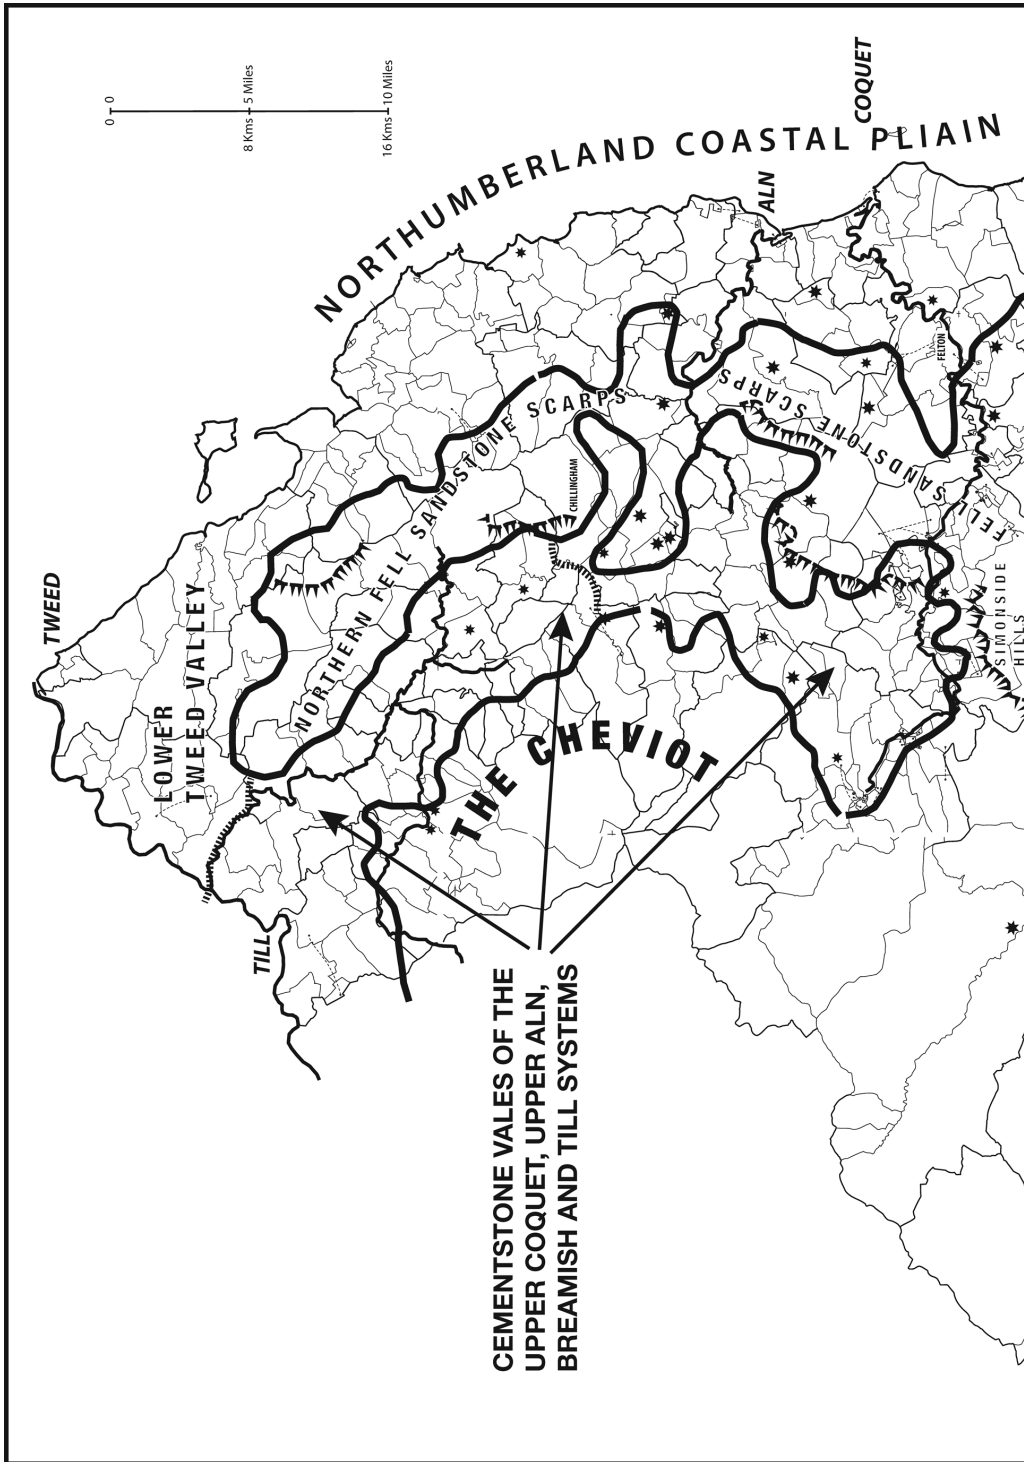 0 0
8 Kms 5 Miles
16 Kms 10 Miles
TWEED
LOWER
TWEED VALLEY
TILL
NORTHUMBERLAND COASTAL PLIAIN
ALN
COQUET
NORTHERN FELL SANDSTONE SCARPS
CHILLINGHAM
FELL SANDSTONE SCARPS
FELTON
SIMONSIDE
HILLS
THE CHEVIOT
CEMENTSTONE VALES OF THE
UPPER COQUET, UPPER ALN,
BREAMISH AND TILL SYSTEMS